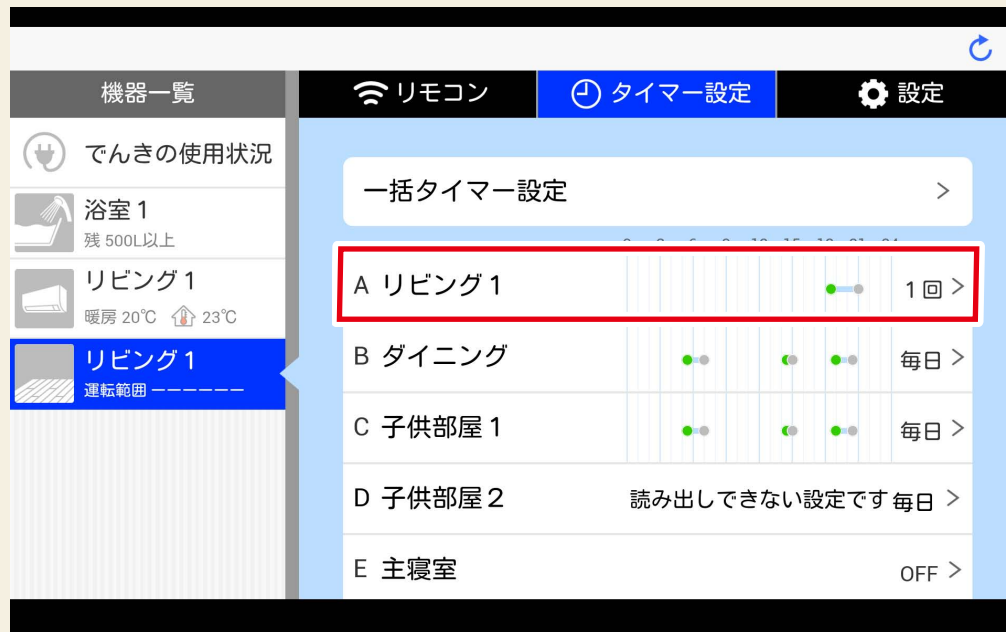 機器一覧
リモコン
タイマー設定
設定
でんきの使用状況
浴室1
残 500L以上
リビング1
暖房 20℃ 23℃
リビング1
運転範囲 ーーーーーー
一括タイマー設定 >
A リビング1 1回 >
B ダイニング 毎日 >
C 子供部屋1 毎日 >
D 子供部屋2 読み出しできない設定です 毎日 >
E 主寝室 OFF >